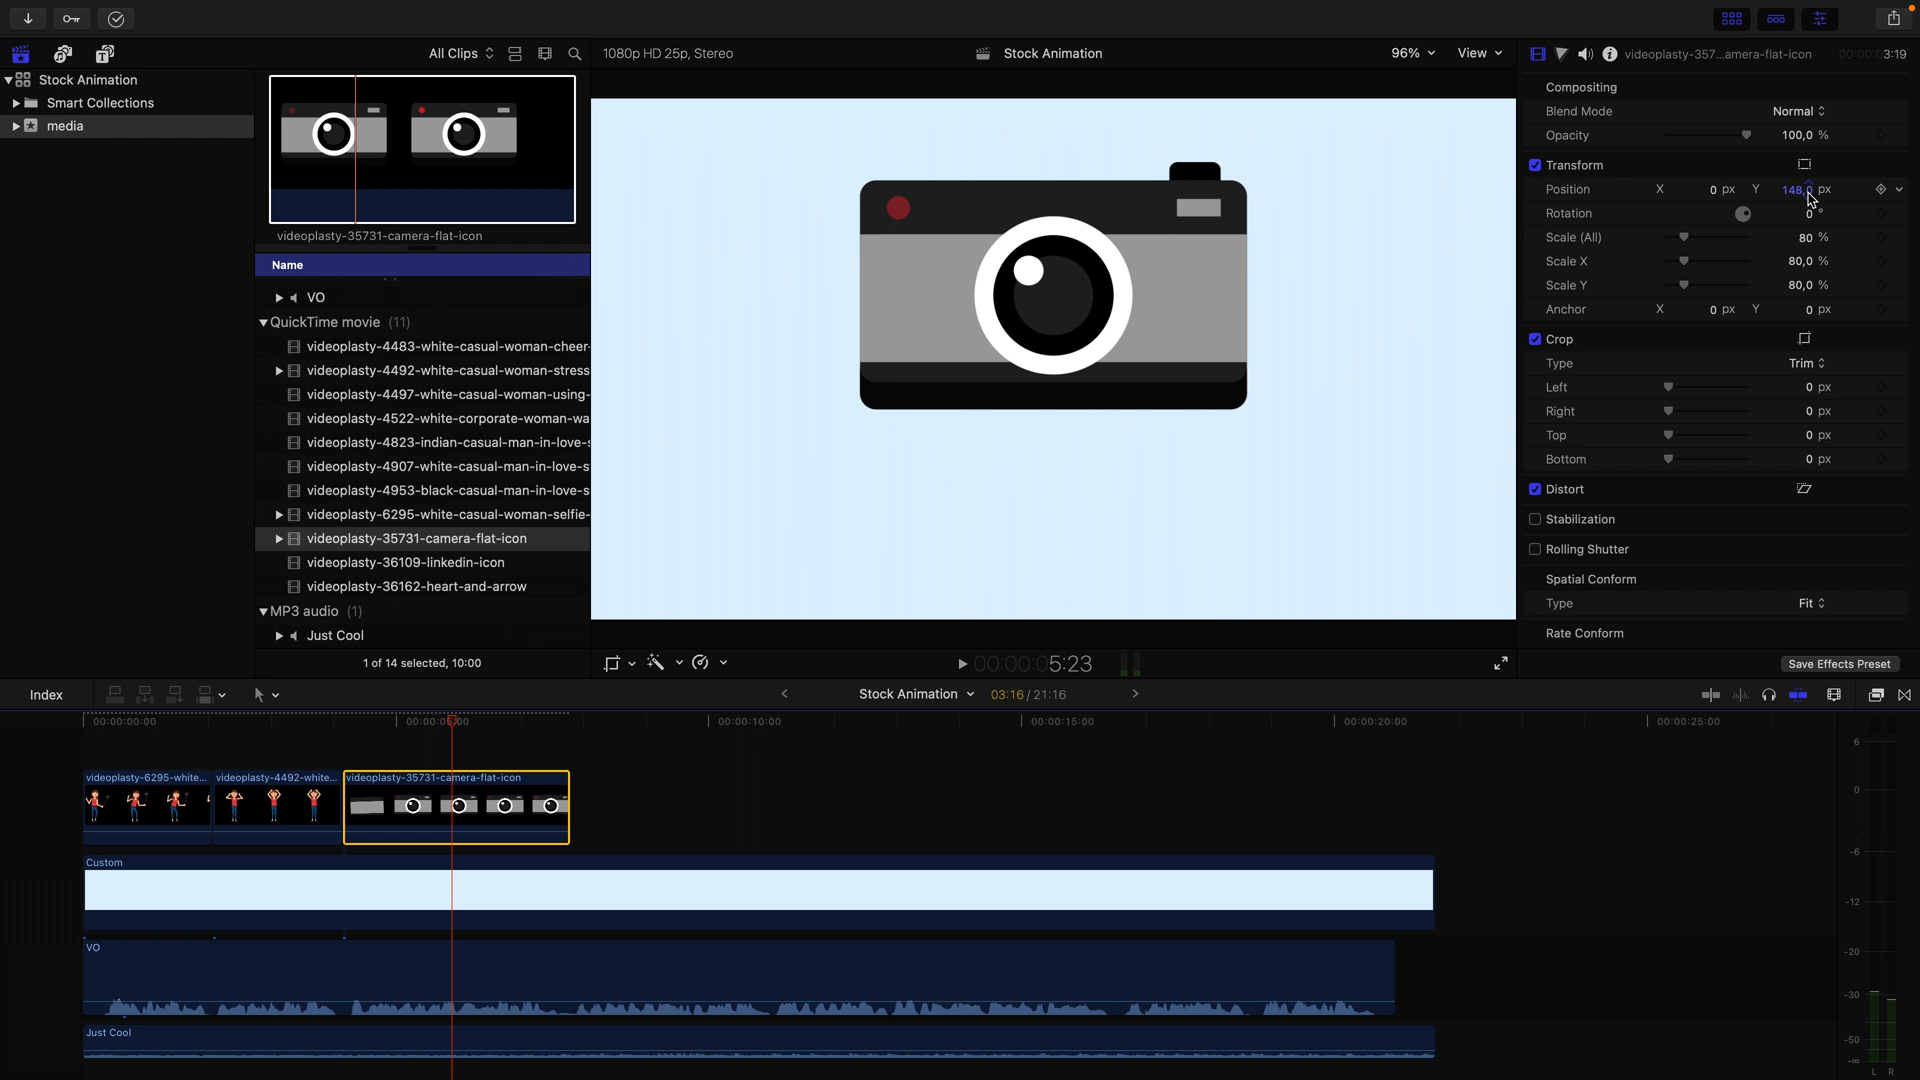 All Clips
1080p HD 25p, Stereo
Stock Animation
96%
View
videoplasty-357...amera-flat-icon
00:00:03:19
Stock Animation
Smart Collections
media
videoplasty-35731-camera-flat-icon
Name
VO
QuickTime movie (11)
videoplasty-4483-white-casual-woman-cheer-
videoplasty-4492-white-casual-woman-stress
videoplasty-4497-white-casual-woman-using-
videoplasty-4522-white-corporate-woman-wa
videoplasty-4823-indian-casual-man-in-love-s
videoplasty-4907-white-casual-man-in-love-s
videoplasty-4953-black-casual-man-in-love-s
videoplasty-6295-white-casual-woman-selfie-
videoplasty-35731-camera-flat-icon
videoplasty-36109-linkedin-icon
videoplasty-36162-heart-and-arrow
MP3 audio (1)
Just Cool
1 of 14 selected, 10:00
00:00:05:23
Compositing
Blend Mode Normal
Opacity 100,0 %
Transform
Position X 0 px Y 148,0 px
Rotation 0 °
Scale (All) 80 %
Scale X 80,0 %
Scale Y 80,0 %
Anchor X 0 px Y 0 px
Crop
Type Trim
Left 0 px
Right 0 px
Top 0 px
Bottom 0 px
Distort
Stabilization
Rolling Shutter
Spatial Conform
Type Fit
Rate Conform
Save Effects Preset
Index
Stock Animation
03:16 / 21:16
00:00:00:00
00:00:05:00
00:00:10:00
00:00:15:00
00:00:20:00
00:00:25:00
videoplasty-6295-white...
videoplasty-4492-white...
videoplasty-35731-camera-flat-icon
Custom
VO
Just Cool
6
0
-6
-12
-20
-30
-50
-∞
L R